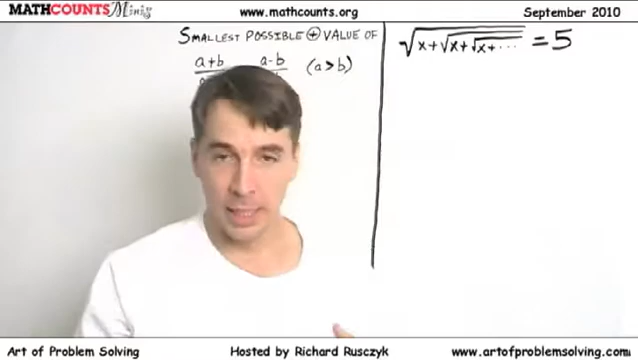 MATHCOUNTS Minis
www.mathcounts.org
September 2010
SMALLEST POSSIBLE ⊕ VALUE OF
a+b a-b (a>b)
√x+√x+√x+... = 5
Art of Problem Solving
Hosted by Richard Rusczyk
www.artofproblemsolving.com